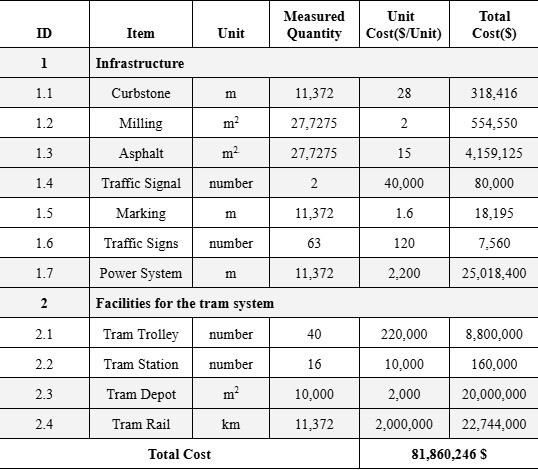 ID Item Unit Measured Quantity Unit Cost($/Unit) Total Cost($)
1 Infrastructure
1.1 Curbstone m 11,372 28 318,416
1.2 Milling m² 27,7275 2 554,550
1.3 Asphalt m² 27,7275 15 4,159,125
1.4 Traffic Signal number 2 40,000 80,000
1.5 Marking m 11,372 1.6 18,195
1.6 Traffic Signs number 63 120 7,560
1.7 Power System m 11,372 2,200 25,018,400
2 Facilities for the tram system
2.1 Tram Trolley number 40 220,000 8,800,000
2.2 Tram Station number 16 10,000 160,000
2.3 Tram Depot m² 10,000 2,000 20,000,000
2.4 Tram Rail km 11,372 2,000,000 22,744,000
Total Cost 81,860,246 $